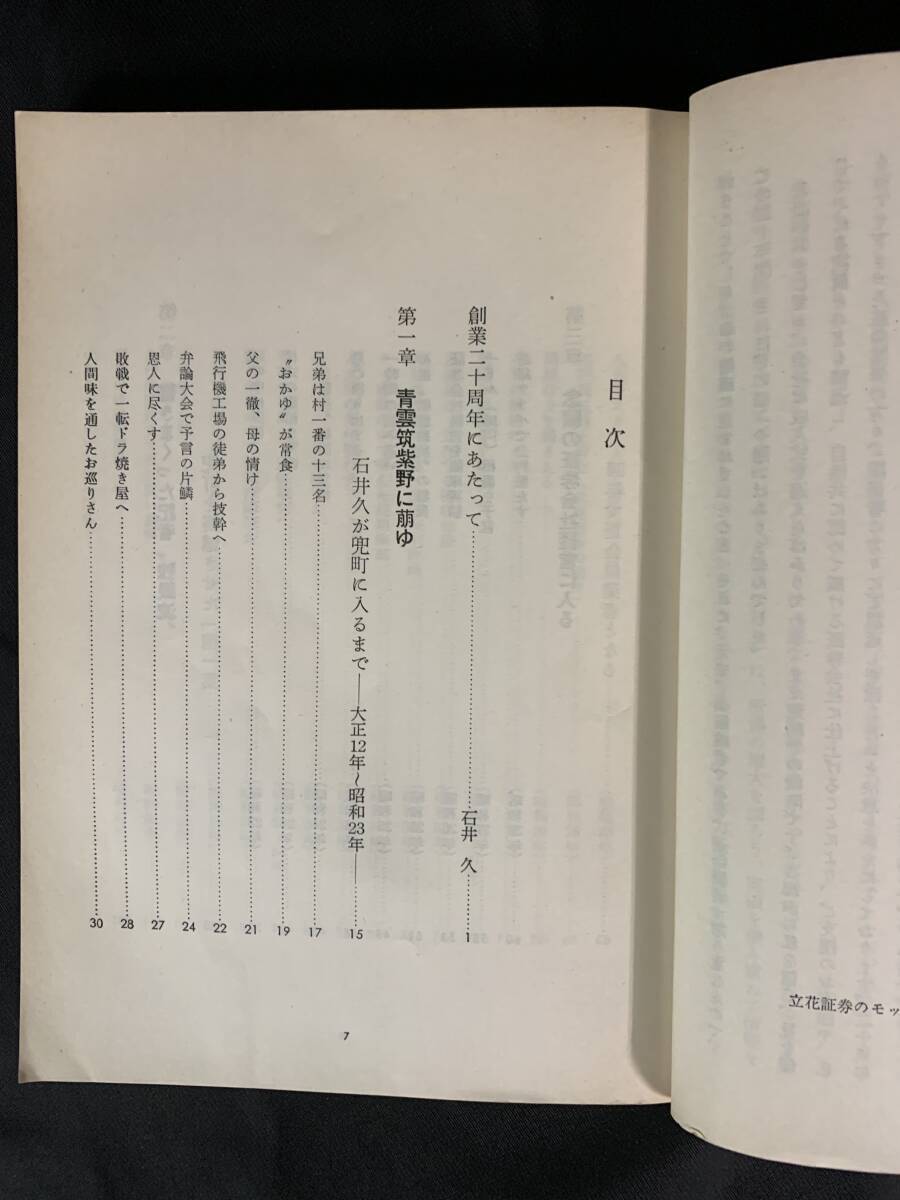 立花証券のモッ
目次
創業二十周年にあたって……………石井 久……1
第一章 青雲筑紫野に萠ゆ
石井久が兜町に入るまで――大正12年〜昭和23年――……15
兄弟は村一番の十三名……………17
〝おかゆ〟が常食……………19
父の一徹、母の情け……………21
飛行機工場の徒弟から技幹へ……………22
弁論大会で予言の片鱗……………24
恩人に尽くす……………27
敗戦で一転ドラ焼き屋へ……………28
人間味を通したお巡りさん……………30
7